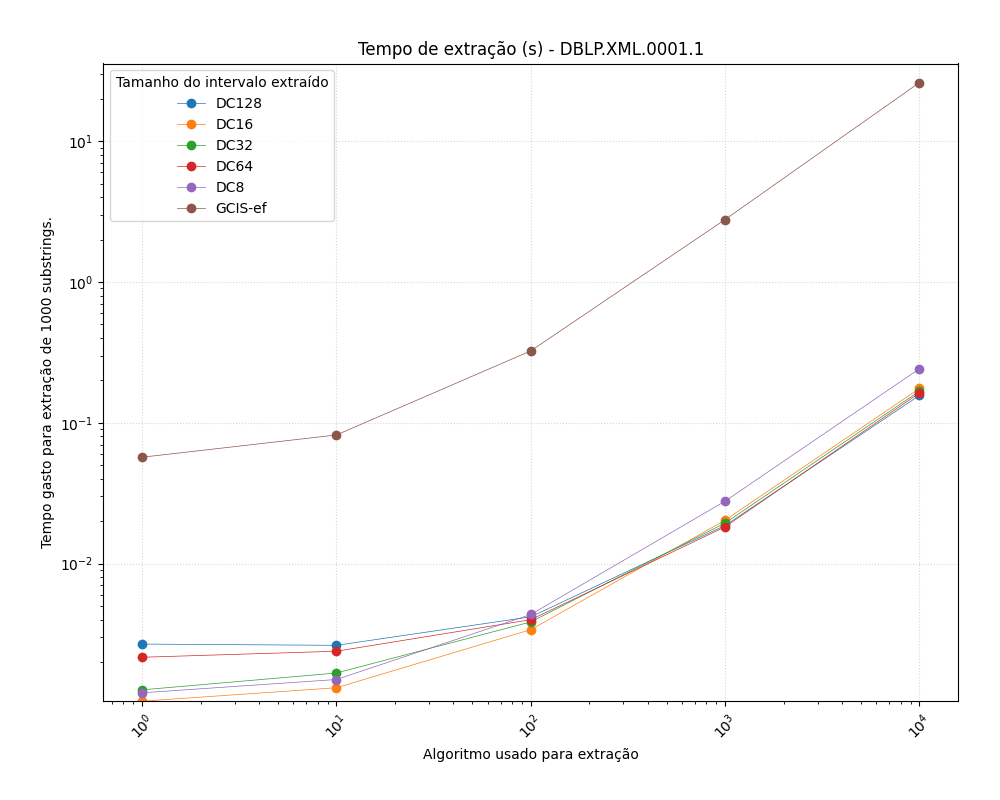 Tempo de extração (s) - DBLP.XML.0001.1
Tamanho do intervalo extraído
DC128
DC16
DC32
DC64
DC8
GCIS-ef
Tempo gasto para extração de 1000 substrings.
10¹
10⁰
10⁻¹
10⁻²
10⁰ 10¹ 10² 10³ 10⁴
Algoritmo usado para extração